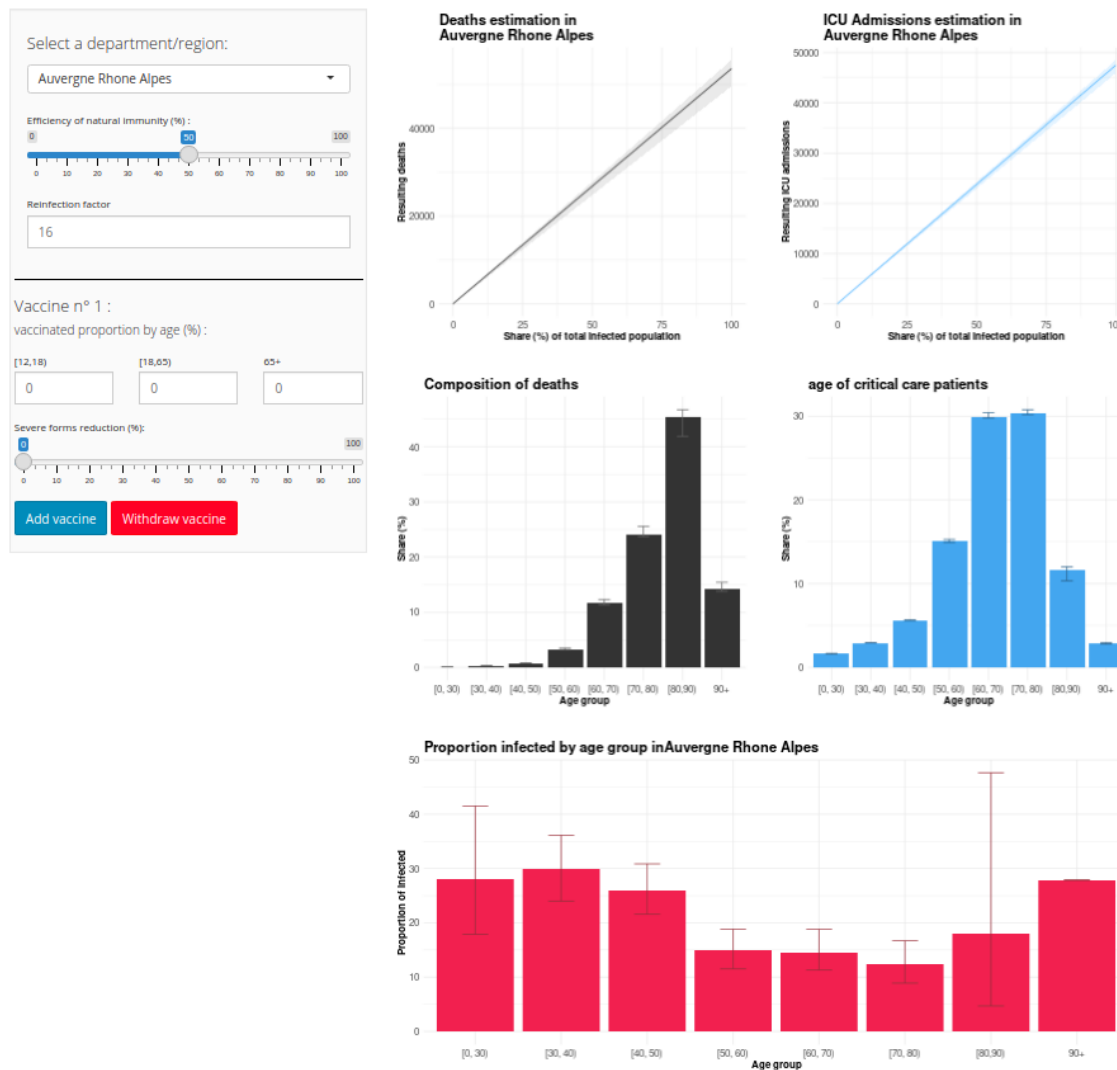 Select a department/region:
Auvergne Rhone Alpes
Efficiency of natural immunity (%) :
0 50 100
0 10 20 30 40 50 60 70 80 90 100
Reinfection factor
16
Vaccine n° 1 :
vaccinated proportion by age (%) :
[12,18) [18,65) 65+
0 0 0
Severe forms reduction (%):
0 100
0 10 20 30 40 50 60 70 80 90 100
Add vaccine Withdraw vaccine
Deaths estimation in
Auvergne Rhone Alpes
Resulting deaths
40000
20000
0
0 25 50 75 100
Share (%) of total infected population
ICU Admissions estimation in
Auvergne Rhone Alpes
Resulting ICU admissions
50000
40000
30000
20000
10000
0
0 25 50 75 100
Share (%) of total infected population
Composition of deaths
Share (%)
40
30
20
10
0
[0, 30) [30, 40) [40, 50) [50, 60) [60, 70) [70, 80) [80,90) 90+
Age group
age of critical care patients
Share (%)
30
20
10
0
[0, 30) [30, 40) [40, 50) [50, 60) [60, 70) [70, 80) [80,90) 90+
Age group
Proportion infected by age group inAuvergne Rhone Alpes
Proportion of infected
50
40
30
20
10
0
[0, 30) [30, 40) [40, 50) [50, 60) [60, 70) [70, 80) [80,90) 90+
Age group